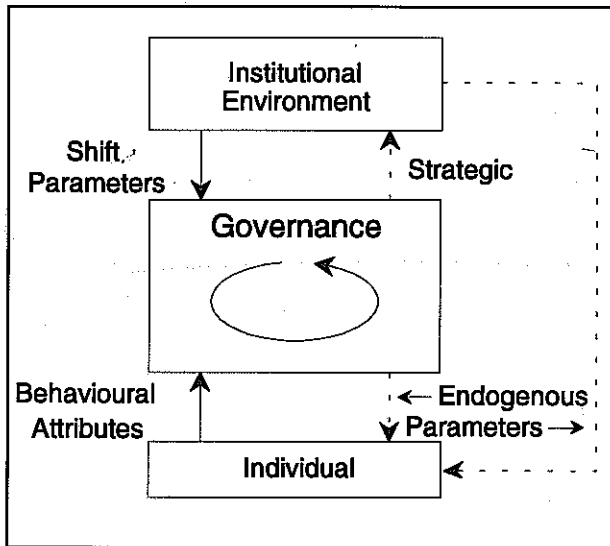 Institutional
Environment
Shift
Parameters
Strategic
Governance
Behavioural
Attributes
Endogenous
Parameters
Individual